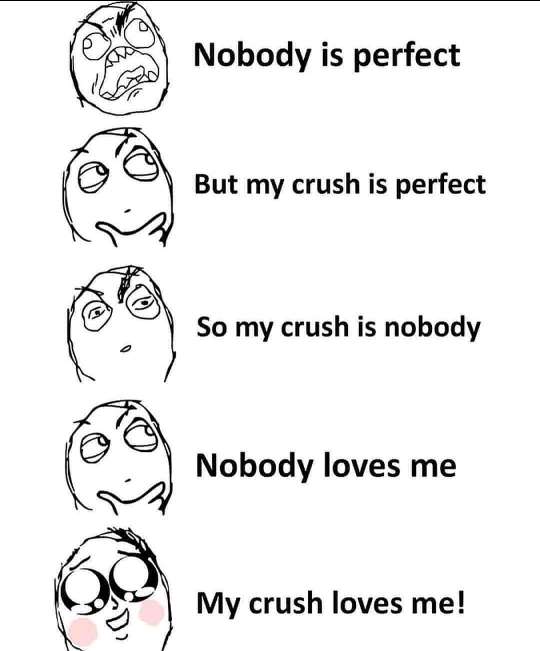 Nobody is perfect
But my crush is perfect
So my crush is nobody
Nobody loves me
My crush loves me!